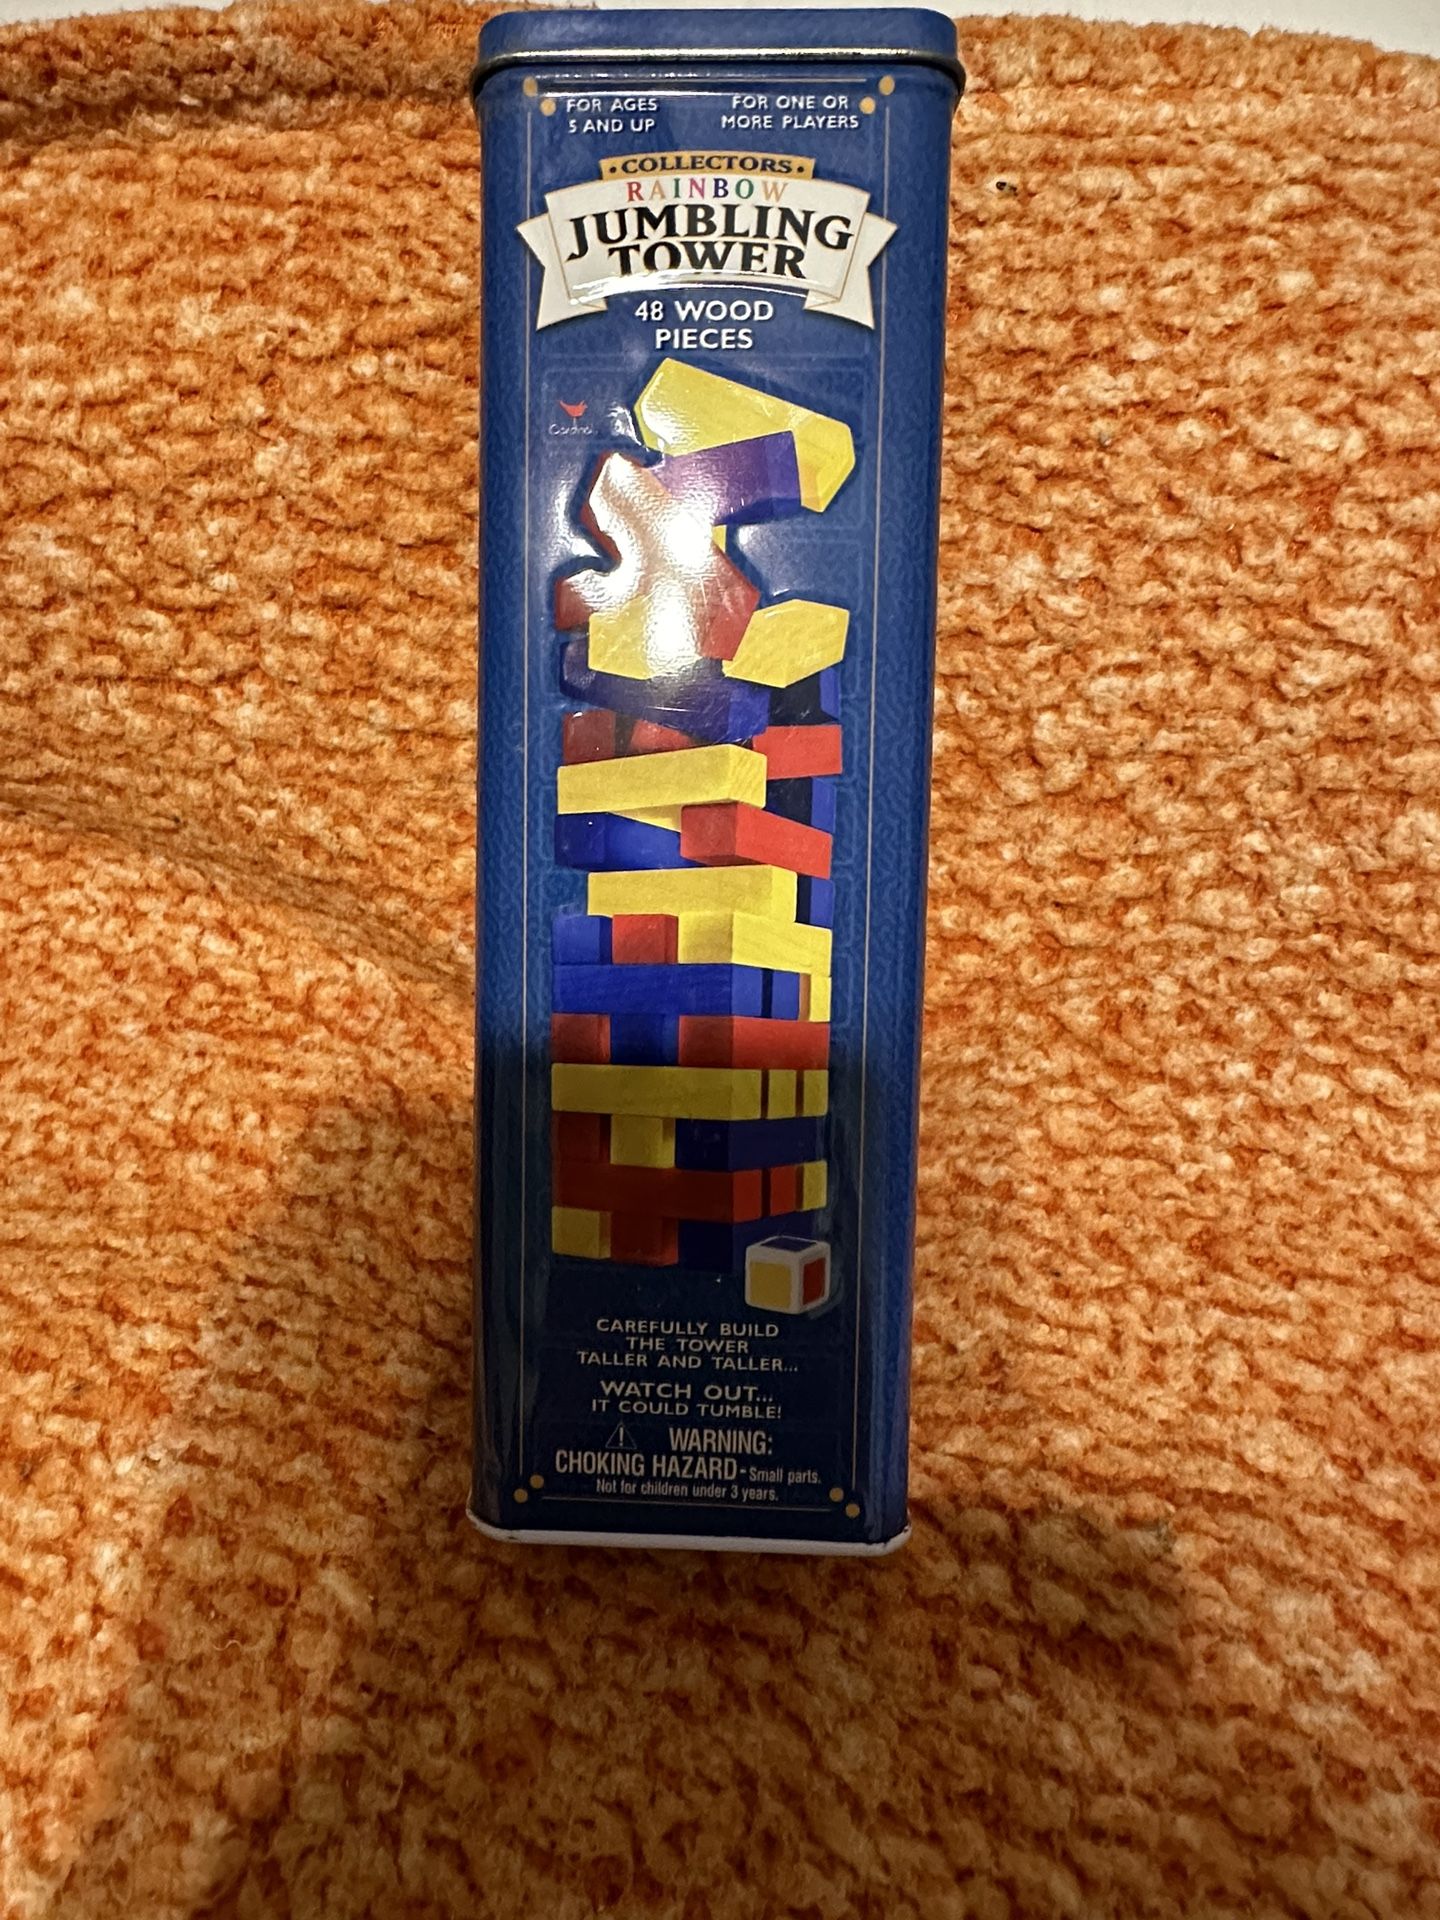 FOR AGES
5 AND UP
FOR ONE OR
MORE PLAYERS
• COLLECTORS •
RAINBOW
JUMBLING
TOWER
48 WOOD
PIECES
Cardinal
CAREFULLY BUILD
THE TOWER
TALLER AND TALLER...
WATCH OUT...
IT COULD TUMBLE!
WARNING:
CHOKING HAZARD - Small parts.
Not for children under 3 years.